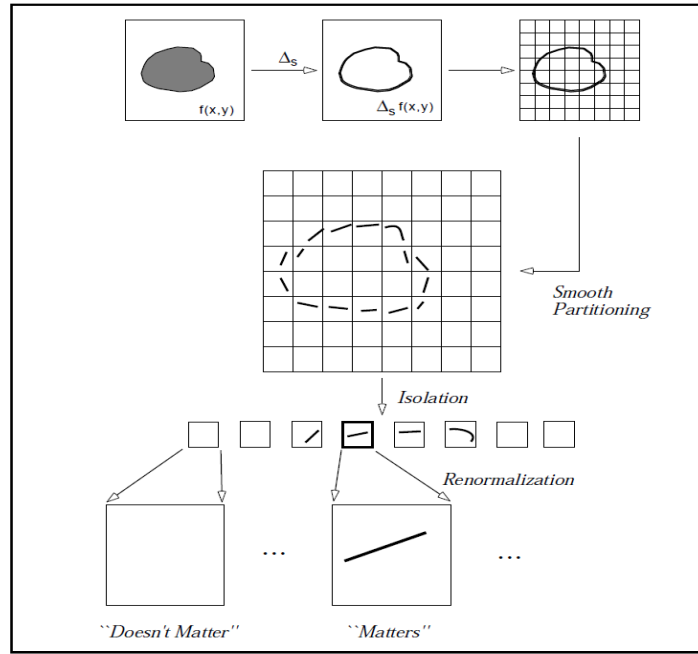 Δs
f(x,y)
Δs f(x,y)
Smooth
Partitioning
Isolation
Renormalization
...
...
``Doesn't Matter''
``Matters''